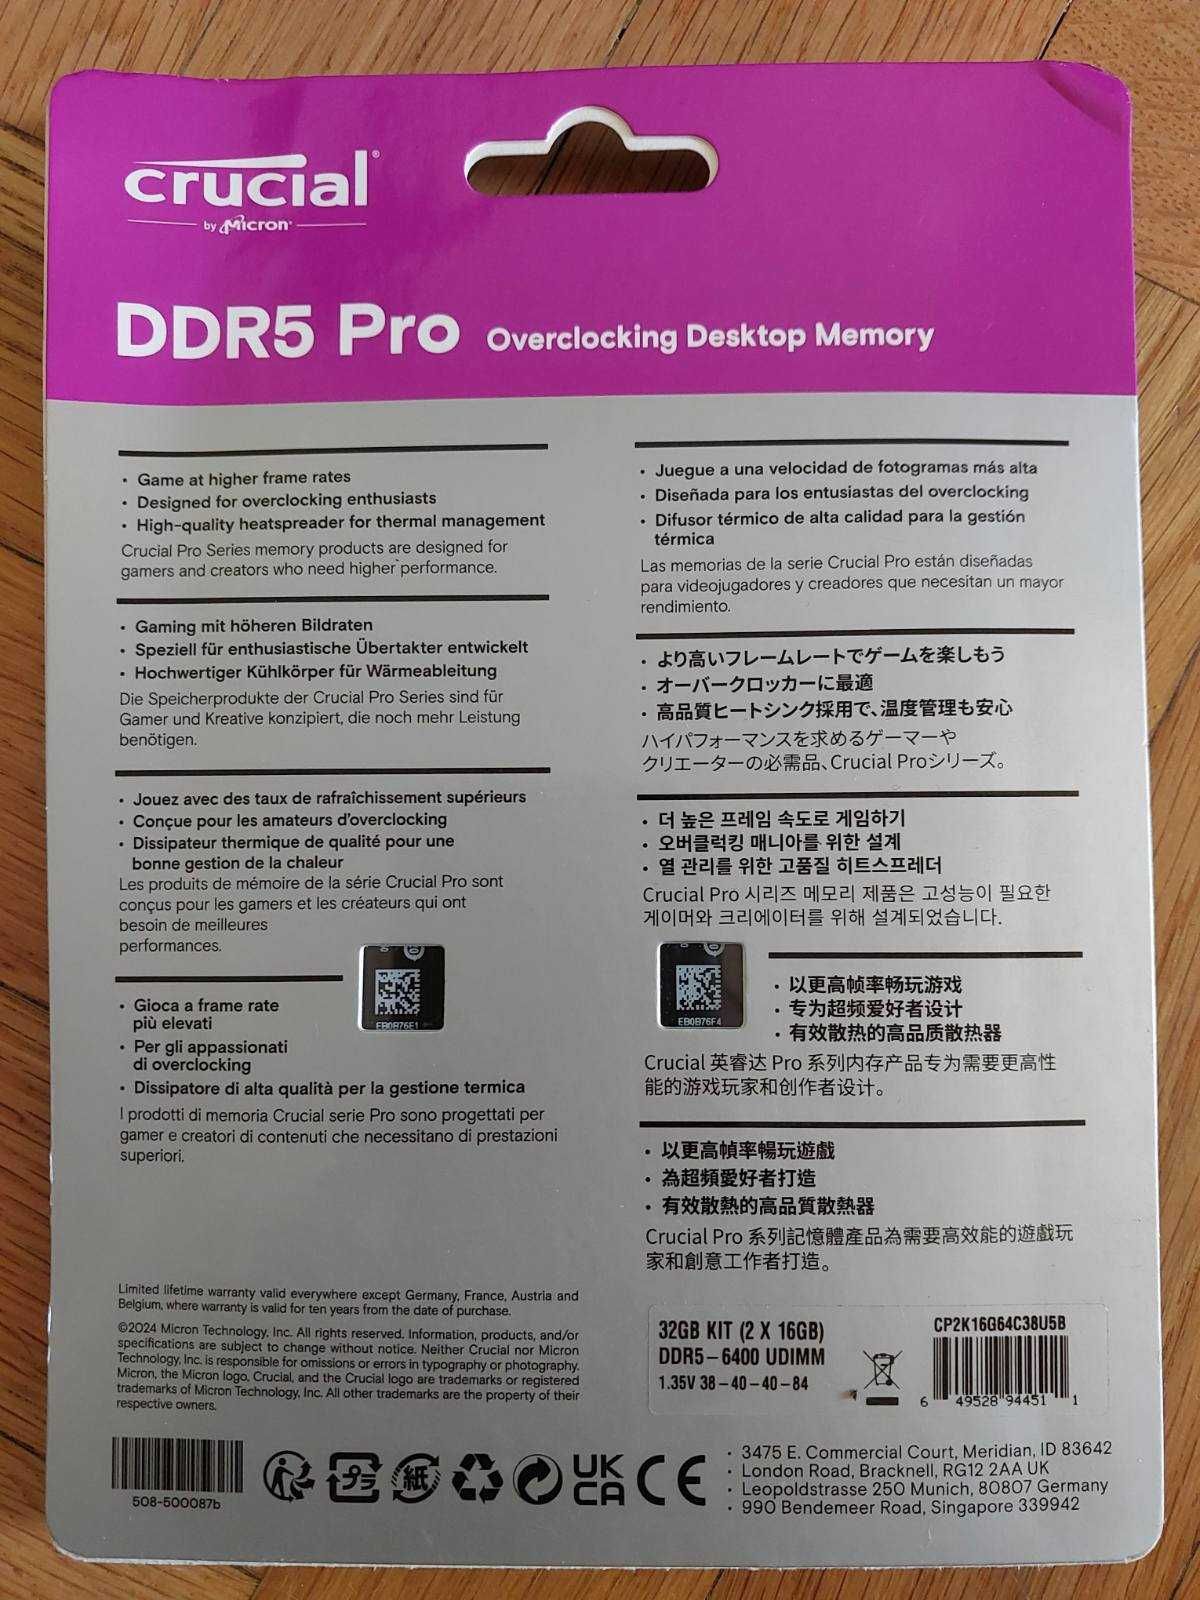 crucial®
by Micron®
DDR5 Pro Overclocking Desktop Memory
• Game at higher frame rates
• Designed for overclocking enthusiasts
• High-quality heatspreader for thermal management
Crucial Pro Series memory products are designed for
gamers and creators who need higher performance.
• Gaming mit höheren Bildraten
• Speziell für enthusiastische Übertakter entwickelt
• Hochwertiger Kühlkörper für Wärmeableitung
Die Speicherprodukte der Crucial Pro Series sind für
Gamer und Kreative konzipiert, die noch mehr Leistung
benötigen.
• Jouez avec des taux de rafraîchissement supérieurs
• Conçue pour les amateurs d'overclocking
• Dissipateur thermique de qualité pour une
bonne gestion de la chaleur
Les produits de mémoire de la série Crucial Pro sont
conçus pour les gamers et les créateurs qui ont
besoin de meilleures
performances.
• Gioca a frame rate
più elevati
• Per gli appassionati
di overclocking
• Dissipatore di alta qualità per la gestione termica
I prodotti di memoria Crucial serie Pro sono progettati per
gamer e creatori di contenuti che necessitano di prestazioni
superiori.
EB0B76E1
• Juegue a una velocidad de fotogramas más alta
• Diseñada para los entusiastas del overclocking
• Difusor térmico de alta calidad para la gestión
térmica
Las memorias de la serie Crucial Pro están diseñadas
para videojugadores y creadores que necesitan un mayor
rendimiento.
• より高いフレームレートでゲームを楽しもう
• オーバークロッカーに最適
• 高品質ヒートシンク採用で、温度管理も安心
ハイパフォーマンスを求めるゲーマーや
クリエーターの必需品、Crucial Proシリーズ。
• 더 높은 프레임 속도로 게임하기
• 오버클럭킹 매니아를 위한 설계
• 열 관리를 위한 고품질 히트스프레더
Crucial Pro 시리즈 메모리 제품은 고성능이 필요한
게이머와 크리에이터를 위해 설계되었습니다.
EB0B76F4
• 以更高帧率畅玩游戏
• 专为超频爱好者设计
• 有效散热的高品质散热器
Crucial 英睿达 Pro 系列内存产品专为需要更高性
能的游戏玩家和创作者设计。
• 以更高幀率暢玩遊戲
• 為超頻愛好者打造
• 有效散熱的高品質散熱器
Crucial Pro 系列記憶體產品為需要高效能的遊戲玩
家和創意工作者打造。
Limited lifetime warranty valid everywhere except Germany, France, Austria and
Belgium, where warranty is valid for ten years from the date of purchase.
©2024 Micron Technology, Inc. All rights reserved. Information, products, and/or
specifications are subject to change without notice. Neither Crucial nor Micron
Technology, Inc. is responsible for omissions or errors in typography or photography.
Micron, the Micron logo, Crucial, and the Crucial logo are trademarks or registered
trademarks of Micron Technology, Inc. All other trademarks are the property of their
respective owners.
32GB KIT (2 X 16GB)
DDR5-6400 UDIMM
1.35V 38-40-40-84
CP2K16G64C38U5B
6 49528 94451 1
508-500087b
プラ
紙
UK
CA
CE
• 3475 E. Commercial Court, Meridian, ID 83642
• London Road, Bracknell, RG12 2AA UK
• Leopoldstrasse 250 Munich, 80807 Germany
• 990 Bendemeer Road, Singapore 339942